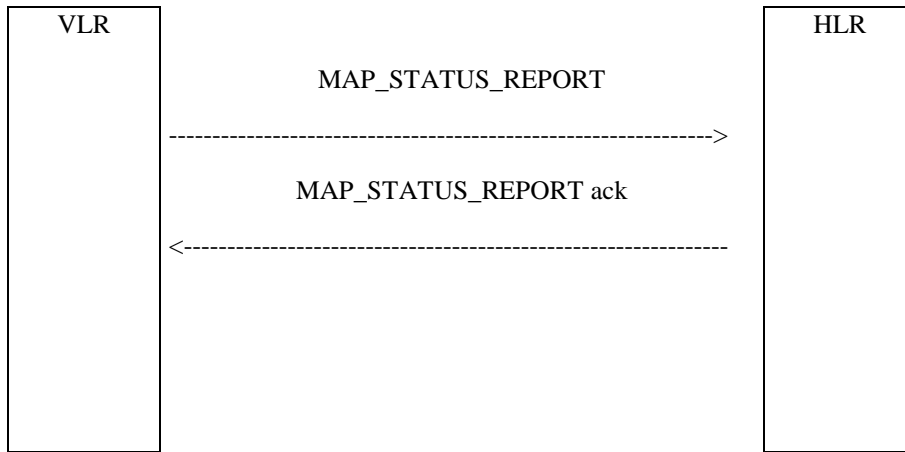 VLR
HLR
MAP_STATUS_REPORT
MAP_STATUS_REPORT ack